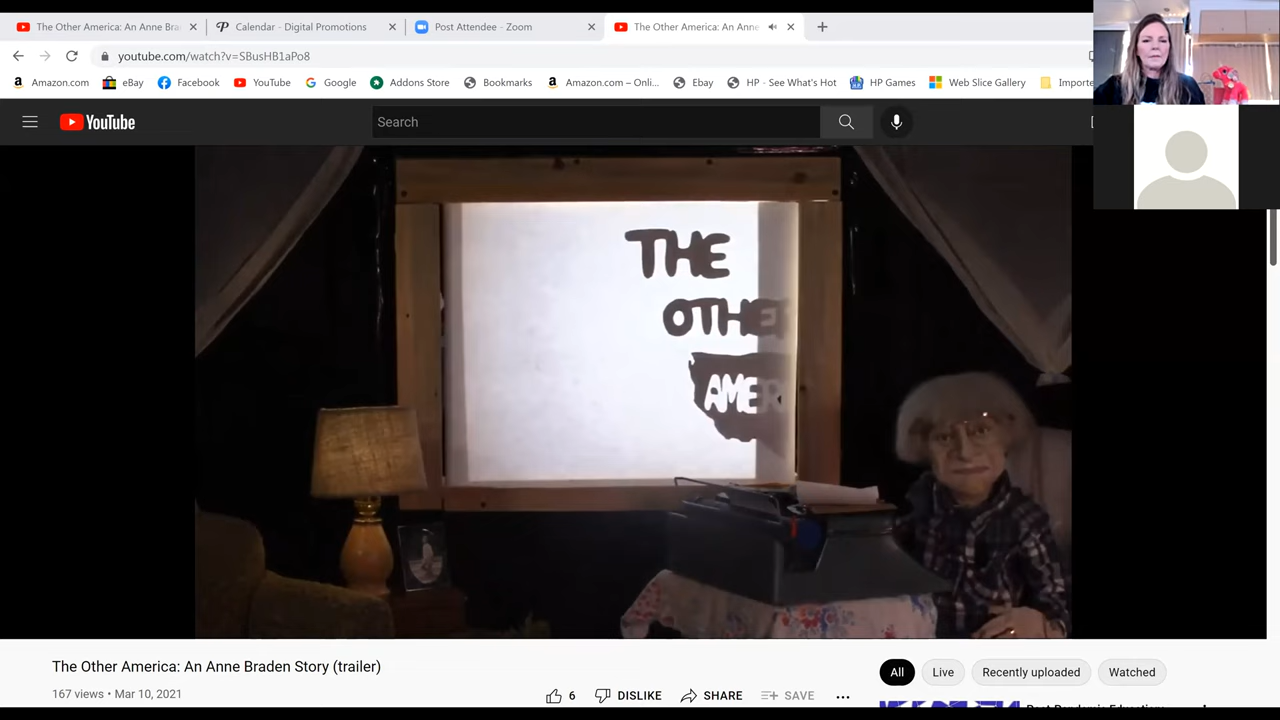 The Other America: An Anne Bra
Calendar - Digital Promotions
Post Attendee - Zoom
The Other America: An Anne
youtube.com/watch?v=SBusHB1aPo8
Amazon.com
eBay
Facebook
YouTube
Google
Addons Store
Bookmarks
Amazon.com – Onli...
Ebay
HP - See What's Hot
HP Games
Web Slice Gallery
Importe
YouTube
Search
THE
OTHE
AME
The Other America: An Anne Braden Story (trailer)
167 views • Mar 10, 2021
6
DISLIKE
SHARE
SAVE
All
Live
Recently uploaded
Watched